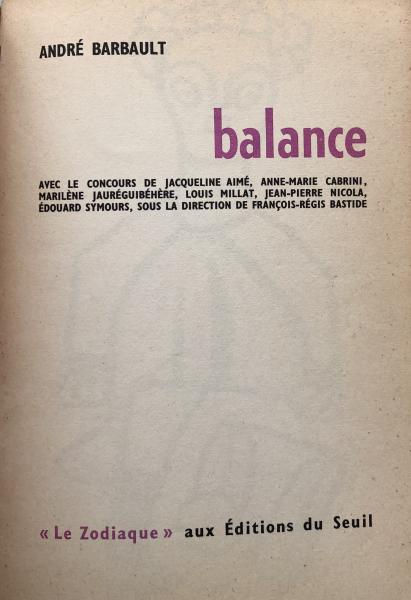 ANDRÉ BARBAULT
balance
AVEC LE CONCOURS DE JACQUELINE AIMÉ, ANNE-MARIE CABRINI,
MARILÈNE JAURÉGUIBÉHÈRE, LOUIS MILLAT, JEAN-PIERRE NICOLA,
ÉDOUARD SYMOURS, SOUS LA DIRECTION DE FRANÇOIS-RÉGIS BASTIDE
« Le Zodiaque » aux Éditions du Seuil